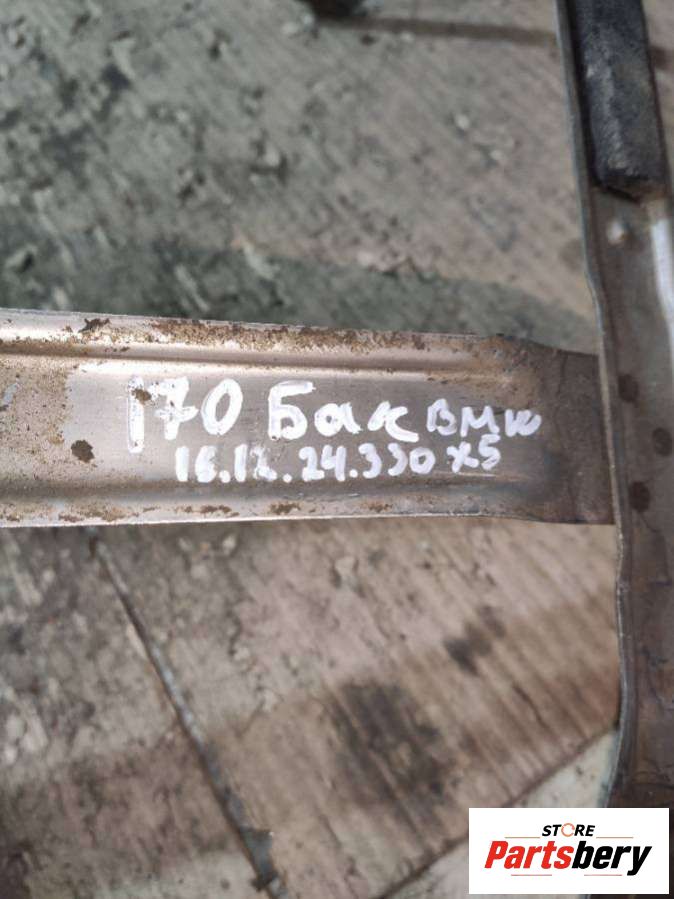 170 Бак BMW
16.12.24.330 X5
STORE
Partsbery